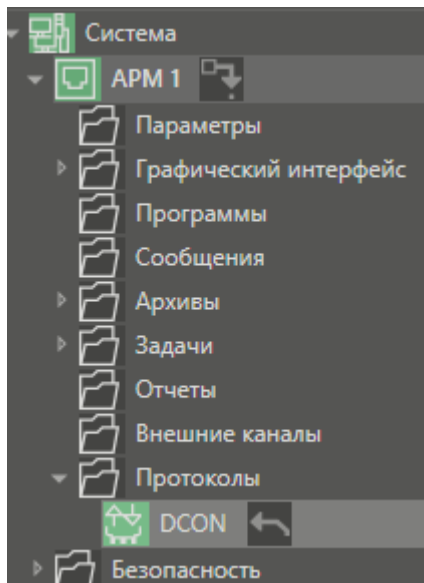 Система
АРМ 1
Параметры
Графический интерфейс
Программы
Сообщения
Архивы
Задачи
Отчеты
Внешние каналы
Протоколы
DCON
Безопасность